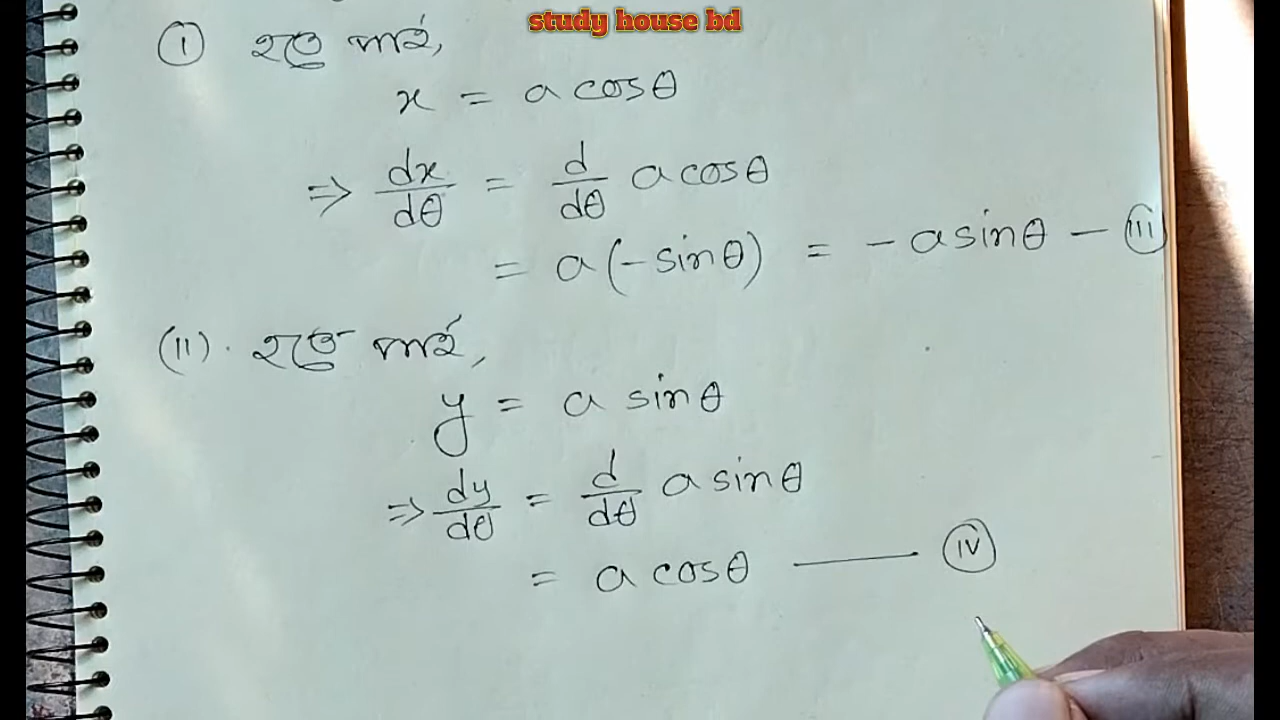 study house bd
① হতে পাই,
x = a cosθ
⇒ dx/dθ = d/dθ a cosθ
= a(-sinθ) = - a sinθ — (III)
(II). হতে পাই,
y = a sinθ
⇒ dy/dθ = d/dθ a sinθ
= a cosθ —— (IV)